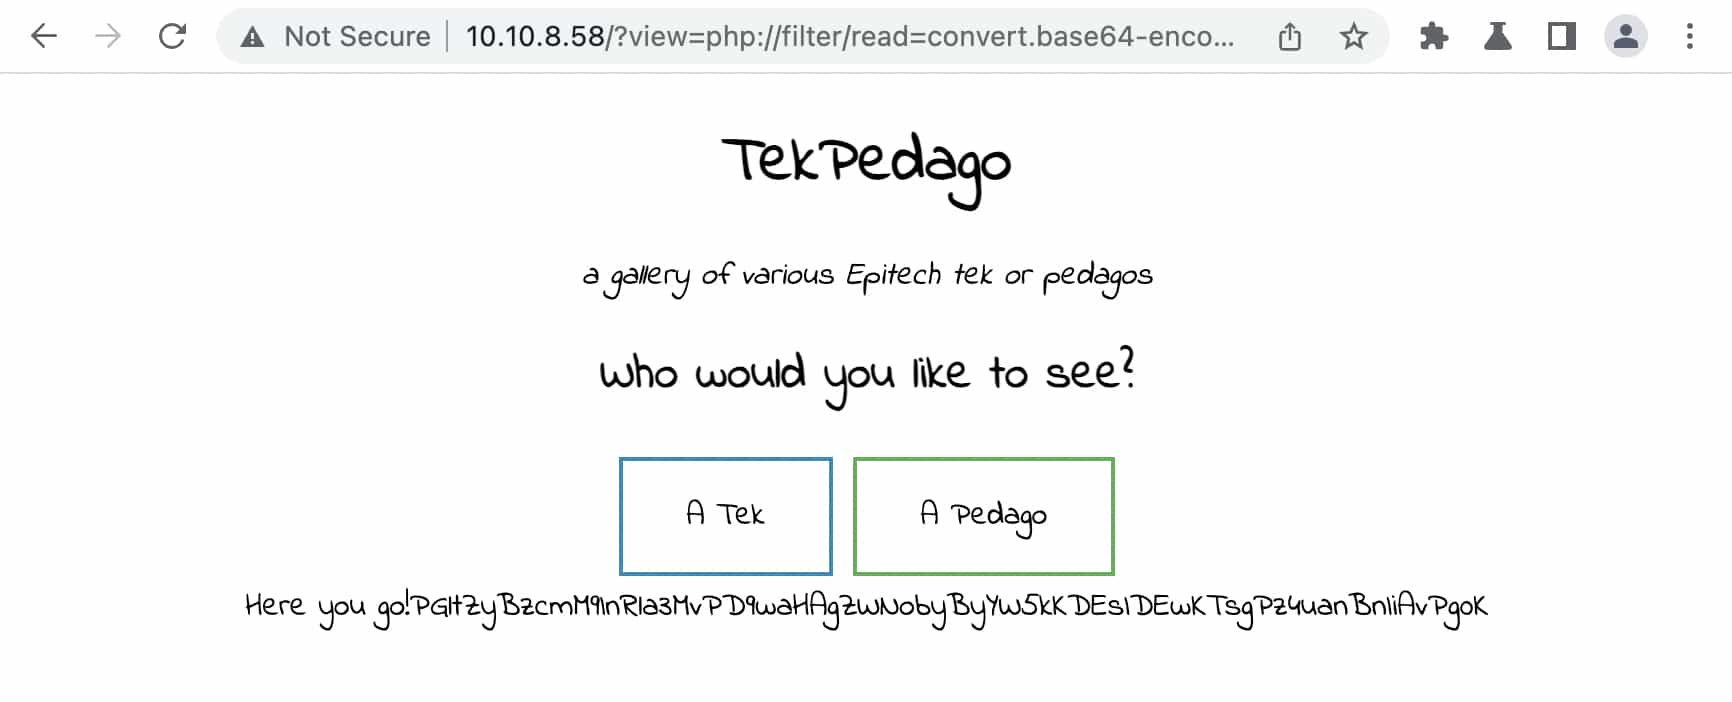 Not Secure 10.10.8.58/?view=php://filter/read=convert.base64-enco...
TekPedago
a gallery of various Epitech tek or pedagos
who would you like to see?
A Tek
A Pedago
Here you go!PGltZyBzcmM9InRla3MvPD9waHAgZWNobyByYW5kKDEsIDEwKTsgPz4uanBnIiAvPgoK